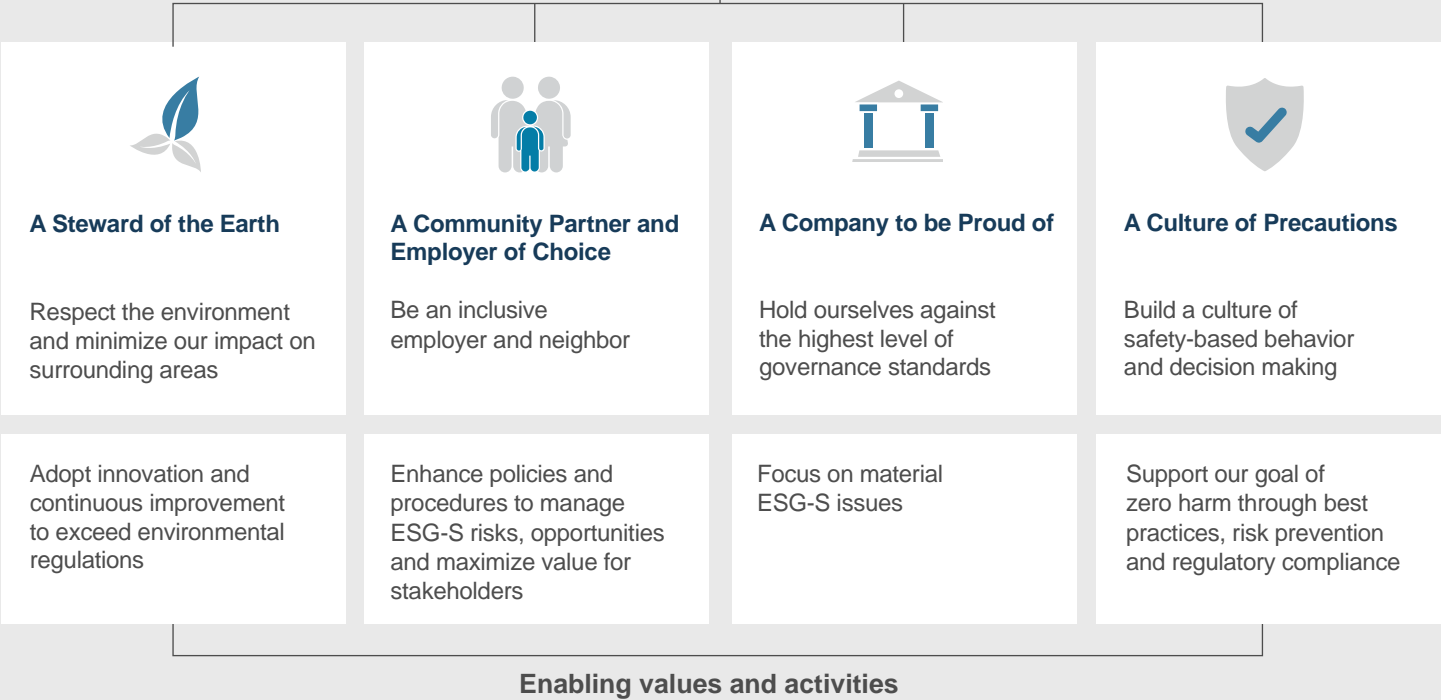 A Steward of the Earth
Respect the environment
and minimize our impact on
surrounding areas
A Community Partner and
Employer of Choice
Be an inclusive
employer and neighbor
A Company to be Proud of
Hold ourselves against
the highest level of
governance standards
A Culture of Precautions
Build a culture of
safety-based behavior
and decision making
Adopt innovation and
continuous improvement
to exceed environmental
regulations
Enhance policies and
procedures to manage
ESG-S risks, opportunities
and maximize value for
stakeholders
Focus on material
ESG-S issues
Support our goal of
zero harm through best
practices, risk prevention
and regulatory compliance
Enabling values and activities